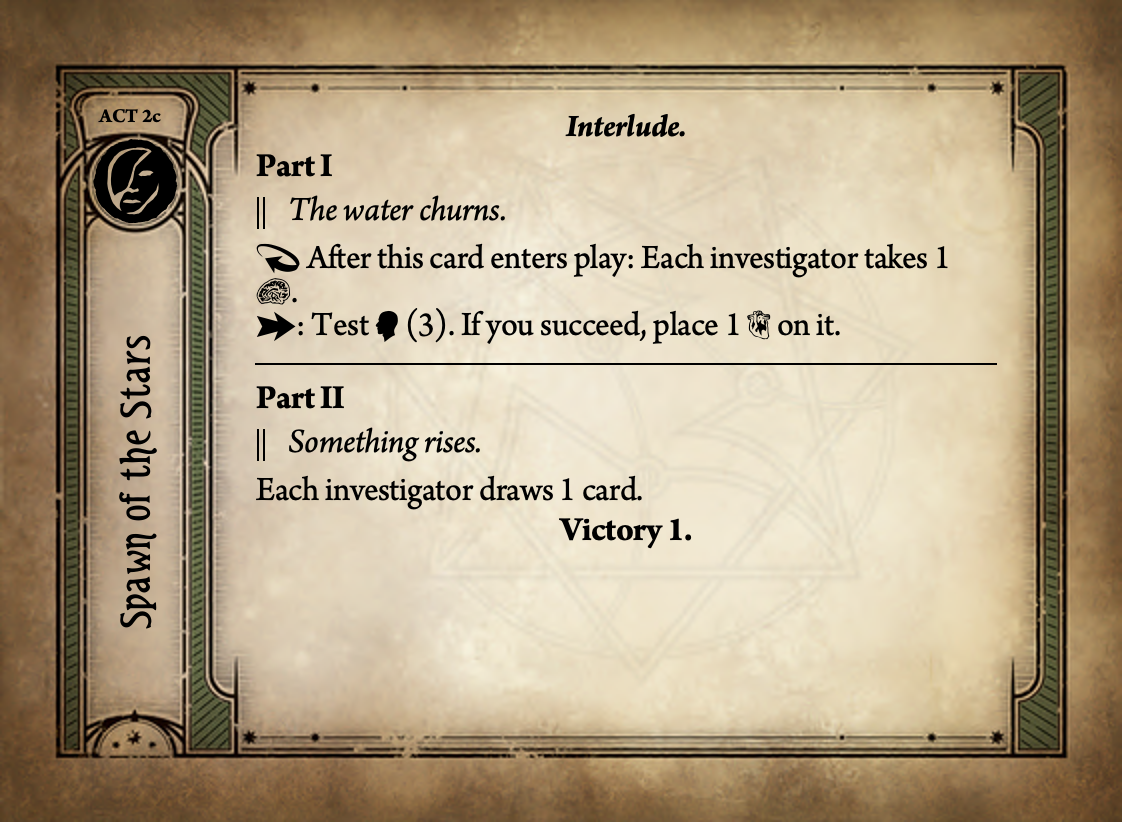 ACT 2c
Spawn of the Stars
Interlude.
Part I
The water churns.
After this card enters play: Each investigator takes 1
.
: Test (3). If you succeed, place 1 on it.
Part II
Something rises.
Each investigator draws 1 card.
Victory 1.